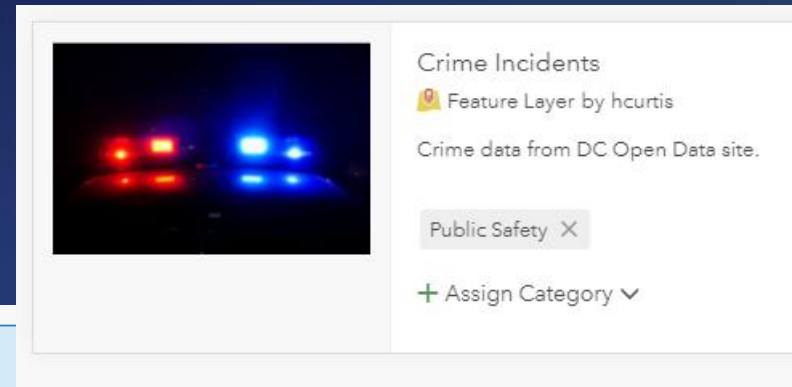 Crime Incidents
Feature Layer by hcurtis
Crime data from DC Open Data site.
Public Safety ×
+ Assign Category